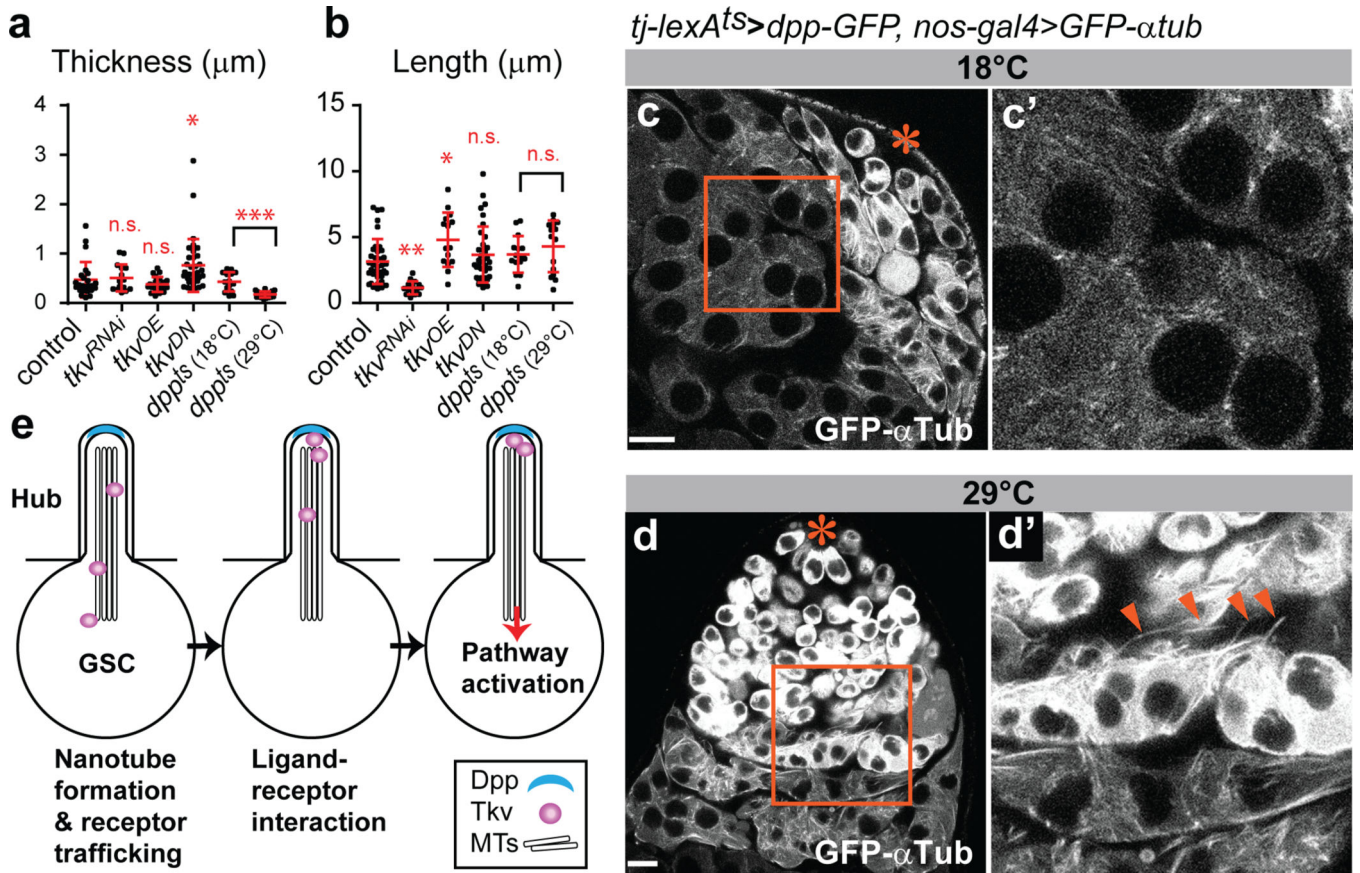 a
Thickness (μm)
4
3
2
1
0
n.s.
n.s.
*
***
control
tkvRNAi
tkvOE
tkvDN
dppts (18°C)
dppts (29°C)
b
Length (μm)
15
10
5
0
**
*
n.s.
n.s.
control
tkvRNAi
tkvOE
tkvDN
dppts (18°C)
dppts (29°C)
tj-lexAts>dpp-GFP, nos-gal4>GFP-αtub
18°C
c
*
GFP-αTub
c'
29°C
d
*
GFP-αTub
d'
e
Hub
GSC
Pathway
activation
Nanotube
formation
& receptor
trafficking
Ligand-
receptor
interaction
Dpp
Tkv
MTs